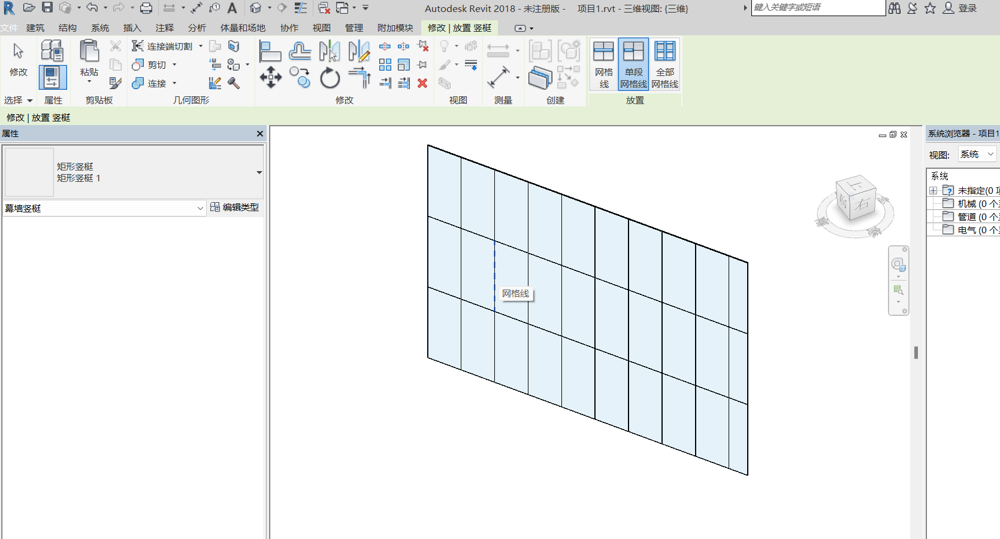 Autodesk Revit 2018 - 未注册版 - 项目1.rvt - 三维视图: {三维}
键入关键字或短语
登录
文件 建筑 结构 系统 插入 注释 分析 体量和场地 协作 视图 管理 附加模块 修改 | 放置 竖梃
修改
粘贴
连接端切割
剪切
连接
网格线
单段网格线
全部网格线
选择 属性 剪贴板 几何图形 修改 视图 测量 创建 放置
修改 | 放置 竖梃
属性
矩形竖梃
矩形竖梃 1
幕墙竖梃
编辑类型
网格线
上
前
右
系统浏览器 - 项目1
视图: 系统
系统
未指定(0 项
机械 (0 个系
管道 (0 个系
电气 (0 个系